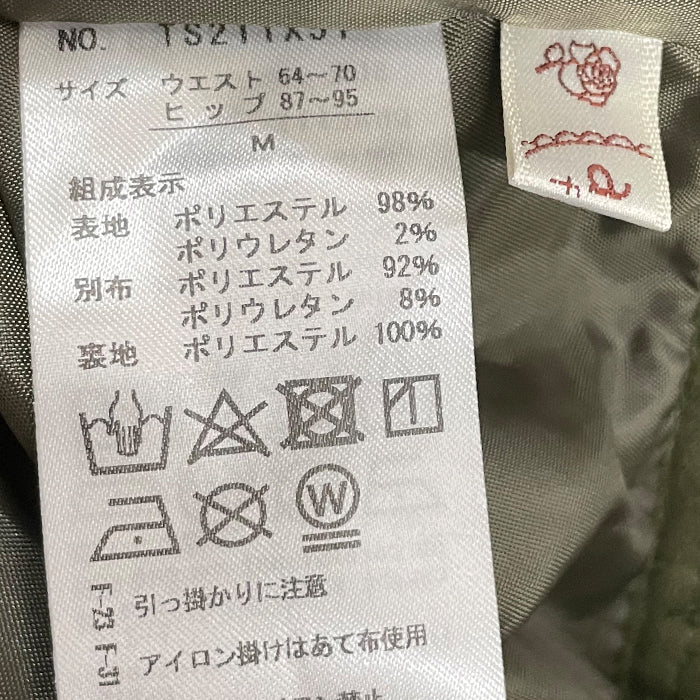 NO. TS211X51
サイズ ウエスト 64〜70
ヒップ 87〜95
M
組成表示
表地 ポリエステル 98%
ポリウレタン 2%
別布 ポリエステル 92%
ポリウレタン 8%
裏地 ポリエステル 100%
W
F-23 引っ掛かりに注意
F-31 アイロン掛けはあて布使用